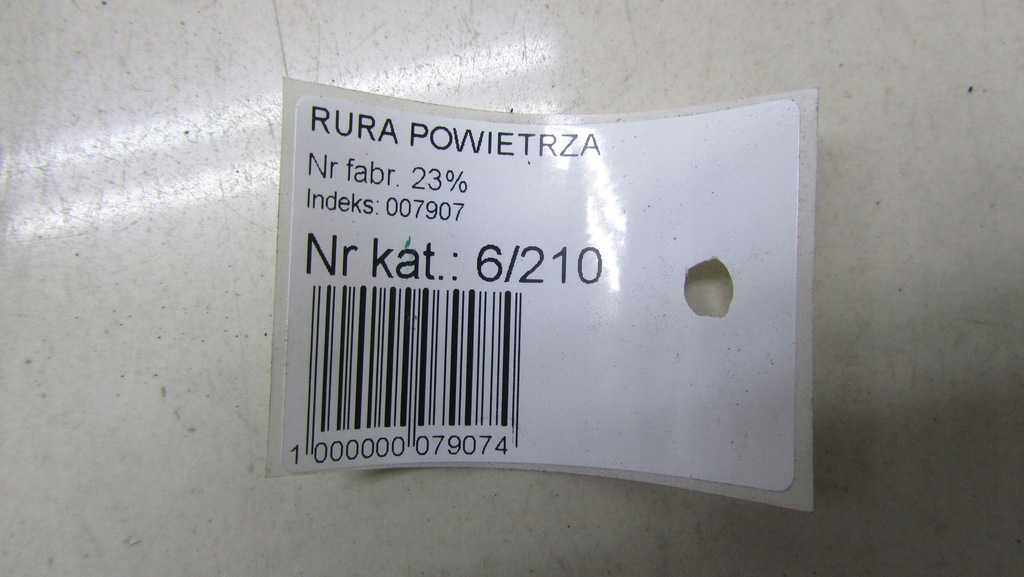 RURA POWIETRZA
Nr fabr. 23%
Indeks: 007907
Nr kat.: 6/210
1 000000 079074